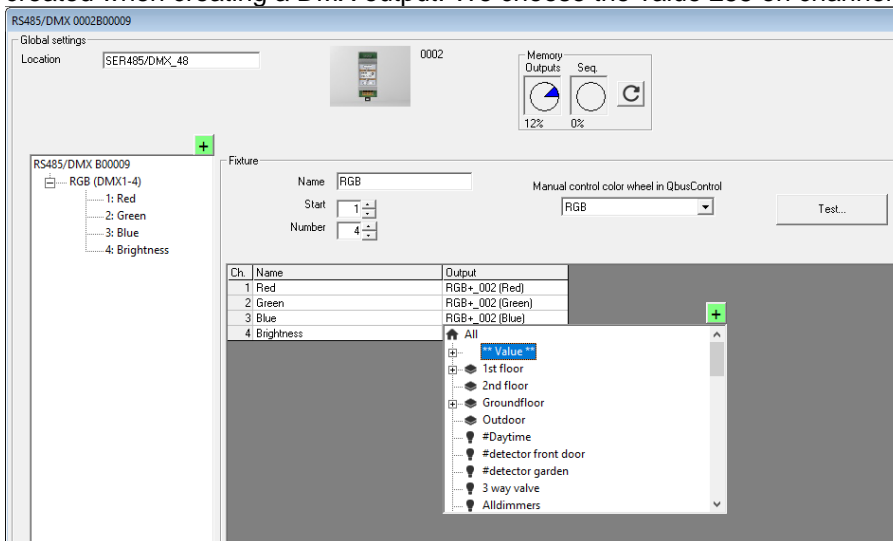 created when creating a DMX output. We choose the value 255 on channel
RS485/DMX 0002B00009
Global settings
Location SER485/DMX_48
0002
Memory
Outputs Seq.
12% 0%
RS485/DMX B00009
RGB (DMX1-4)
1: Red
2: Green
3: Blue
4: Brightness
Fixture
Name RGB
Start 1
Number 4
Manual control color wheel in QbusControl
RGB
Test...
Ch. Name Output
1 Red RGB+_002 (Red)
2 Green RGB+_002 (Green)
3 Blue RGB+_002 (Blue)
4 Brightness
All
** Value **
1st floor
2nd floor
Groundfloor
Outdoor
#Daytime
#detector front door
#detector garden
3 way valve
Alldimmers